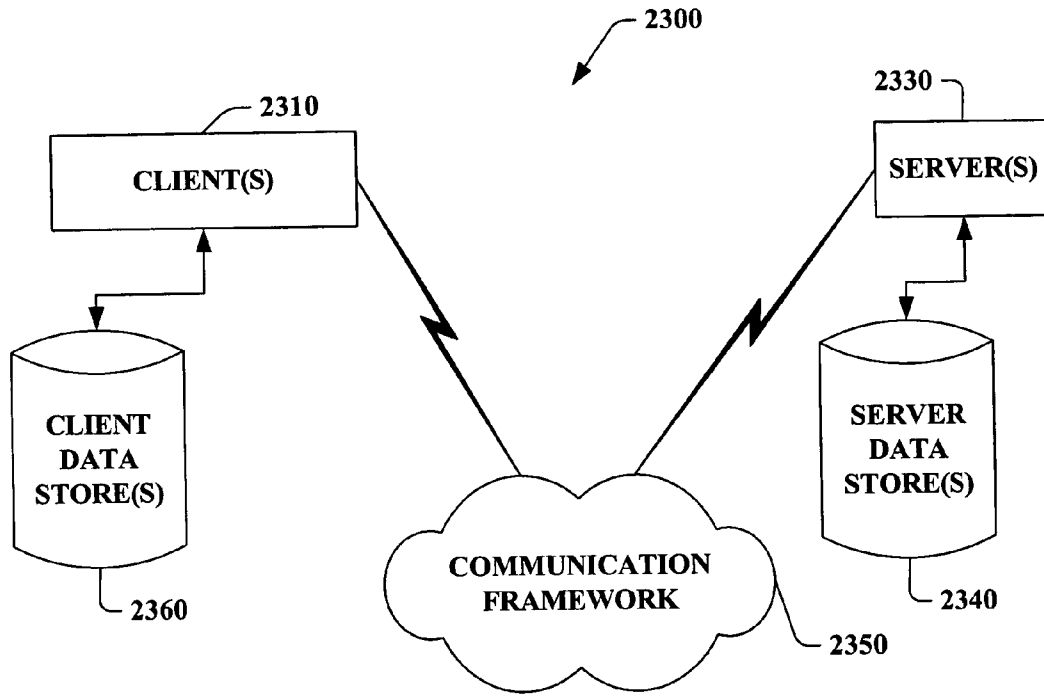 2300
2310
2330
CLIENT(S)
SERVER(S)
CLIENT
DATA
STORE(S)
SERVER
DATA
STORE(S)
COMMUNICATION
FRAMEWORK
2360
2340
2350